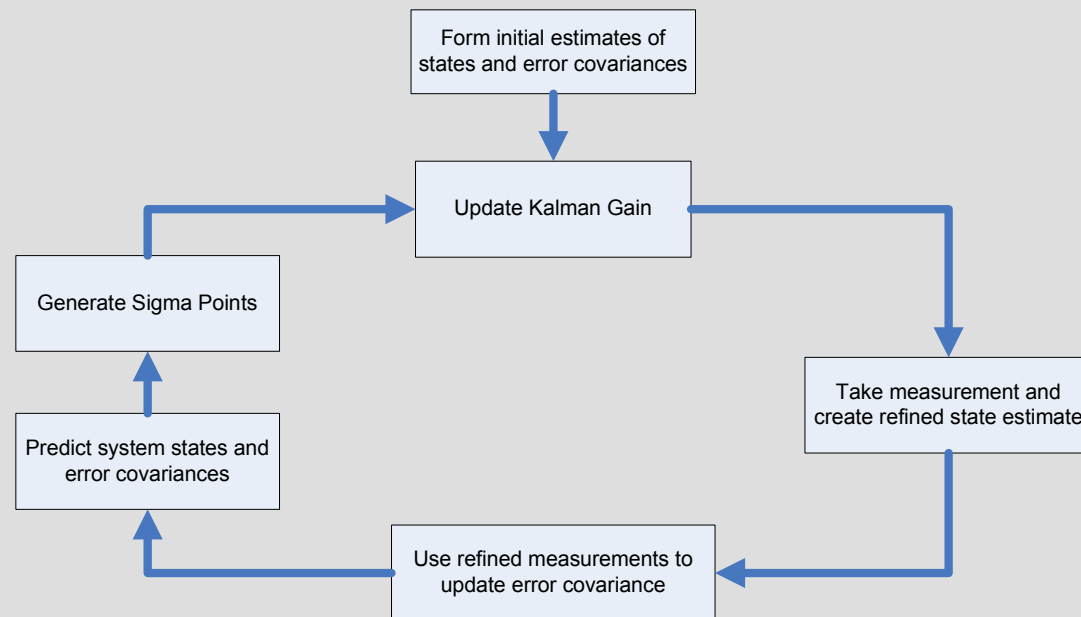 Form initial estimates of
states and error covariances
Update Kalman Gain
Generate Sigma Points
Take measurement and
create refined state estimate
Predict system states and
error covariances
Use refined measurements to
update error covariance